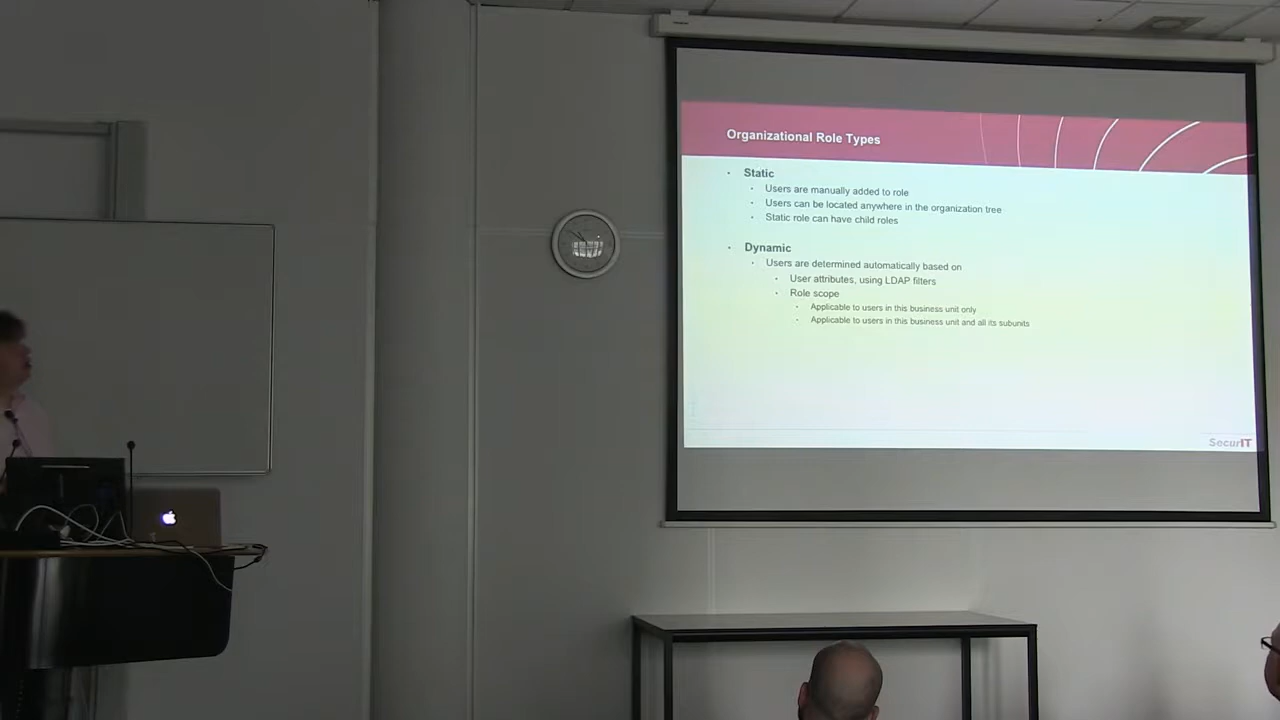 Organizational Role Types
Static
Users are manually added to role
Users can be located anywhere in the organization tree
Static role can have child roles
Dynamic
Users are determined automatically based on
User attributes, using LDAP filters
Role scope
Applicable to users in this business unit only
Applicable to users in this business unit and all its subunits
SecurIT